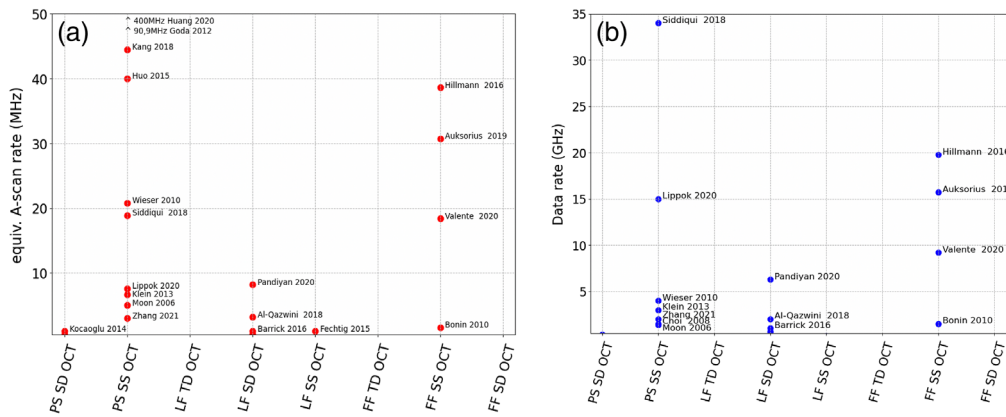 (a)
^ 400MHz Huang 2020
^ 90,9MHz Goda 2012
Kang 2018
Huo 2015
Hillmann 2016
Auksorius 2019
Wieser 2010
Siddiqui 2018
Valente 2020
Lippok 2020
Klein 2013
Moon 2006
Zhang 2021
Pandiyan 2020
Al-Qazwini 2018
Kocaoglu 2014
Barrick 2016
Fechtig 2015
Bonin 2010
equiv. A-scan rate (MHz)
50
40
30
20
10
PS SD OCT
PS SS OCT
LF TD OCT
LF SD OCT
LF SS OCT
FF TD OCT
FF SS OCT
FF SD OCT
(b)
Siddiqui 2018
Hillmann 2016
Auksorius 201
Lippok 2020
Valente 2020
Pandiyan 2020
Wieser 2010
Klein 2013
Zhang 2021
Choi 2008
Moon 2006
Al-Qazwini 2018
Barrick 2016
Bonin 2010
Data rate (GHz)
35
30
25
20
15
10
5
PS SD OCT
PS SS OCT
LF TD OCT
LF SD OCT
LF SS OCT
FF TD OCT
FF SS OCT
FF SD OCT